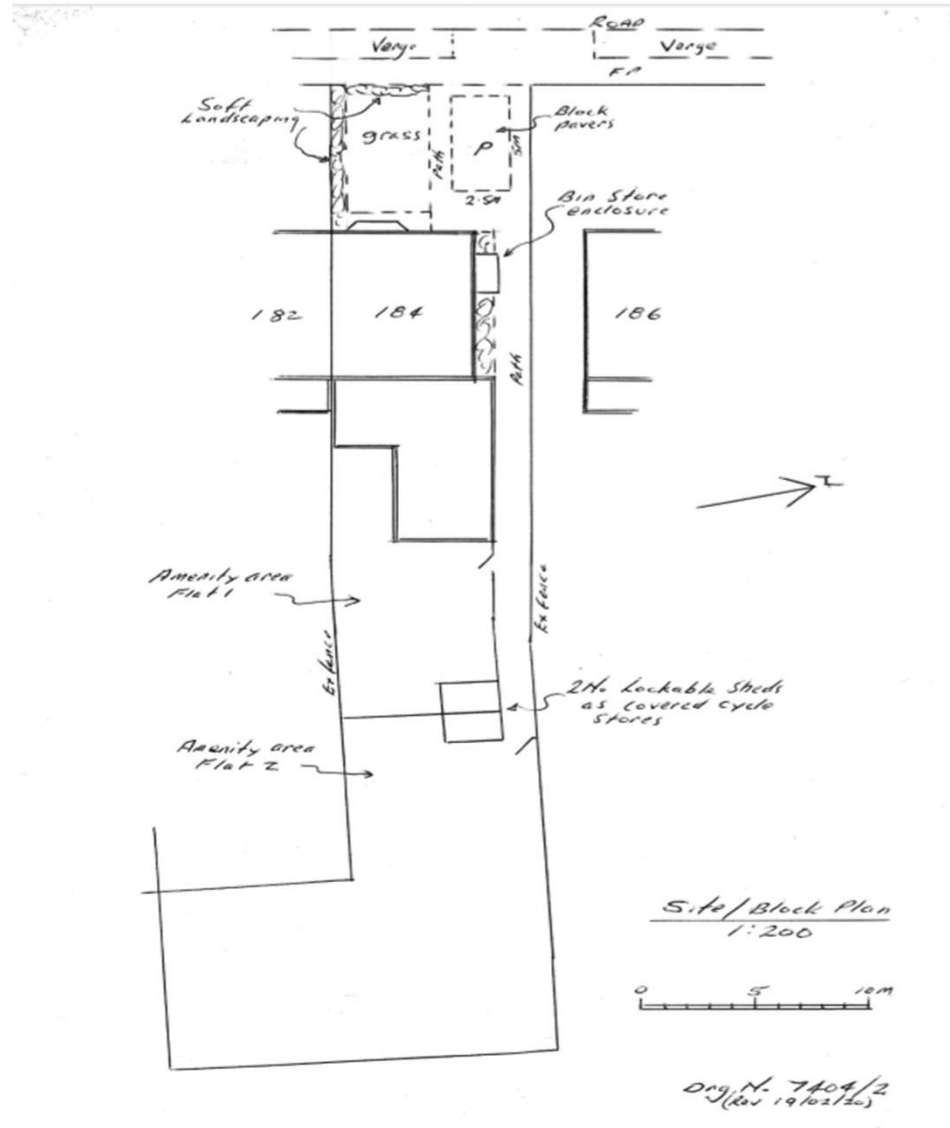 ROAD
Verge
Verge
F.P
Soft
Landscaping
grass
Path
P
5m
2.5m
Block
pavers
Bin Store
enclosure
182
184
186
Path
N
Amenity area
Flat 1
Ex fence
Ex fence
2No. Lockable Sheds
as covered cycle
stores
Amenity area
Flat 2
Site/Block Plan
1:200
0 5 10m
Drg. No. 7404/2
(Rev 19/02/20)